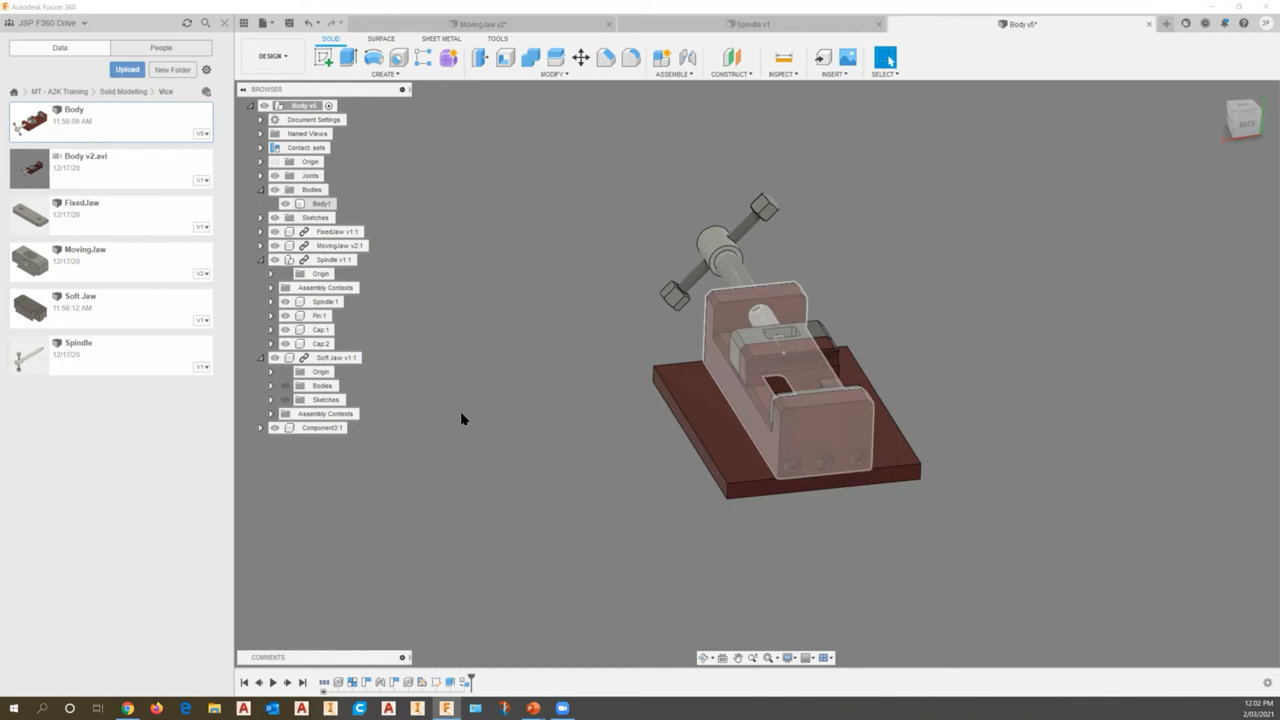 Autodesk Fusion 360
JSP F360 Drive
MovingJaw v2*
Spindle v1
Body v5*
JP
Data
People
Upload
New Folder
MT - A2K Training
Solid Modelling
Vice
Body
11:56:09 AM
Body v2.avi
12/17/20
V1
FixedJaw
12/17/20
V1
MovingJaw
12/17/20
V2
Soft Jaw
11:56:12 AM
V1
Spindle
12/17/20
V1
DESIGN
SOLID
SURFACE
SHEET METAL
TOOLS
CREATE
MODIFY
ASSEMBLE
CONSTRUCT
INSPECT
INSERT
SELECT
BROWSER
Document Settings
Named Views
Contact: sets
Origin
Joints
Bodies
Body1
Sketches
FixedJaw v1:1
MovingJaw v2:1
Spindle v1:1
Origin
Assembly Contexts
Spindle:1
Pin:1
Cap:1
Cap:2
Soft Jaw v1:1
Origin
Bodies
Sketches
Assembly Contexts
Component3:1
BACK
COMMENTS
12:02 PM
2/03/2021